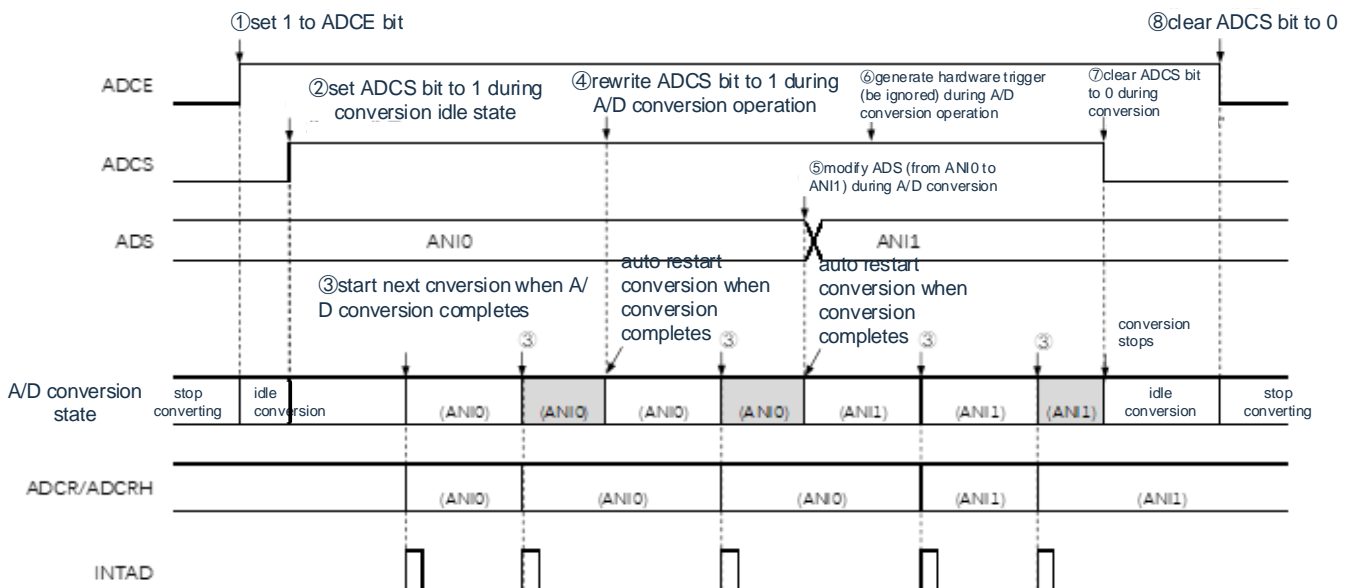 ①set 1 to ADCE bit
⑧clear ADCS bit to 0
ADCE
②set ADCS bit to 1 during
conversion idle state
④rewrite ADCS bit to 1 during
A/D conversion operation
⑥generate hardware trigger
(be ignored) during A/D
conversion operation
⑦clear ADCS bit
to 0 during
conversion
ADCS
⑤modify ADS (from ANI0 to
ANI1) during A/D conversion
ADS
ANI0
ANI1
③start next cnversion when A/
D conversion completes
auto restart
conversion when
conversion
completes
auto restart
conversion when
conversion
completes
③
③
③
③
conversion
stops
A/D conversion
state
stop
converting
idle
conversion
(ANI0)
(ANI0)
(ANI0)
(ANI0)
(ANI1)
(ANI1)
(ANI1)
idle
conversion
stop
converting
ADCR/ADCRH
(ANI0)
(ANI0)
(ANI0)
(ANI1)
(ANI1)
INTAD